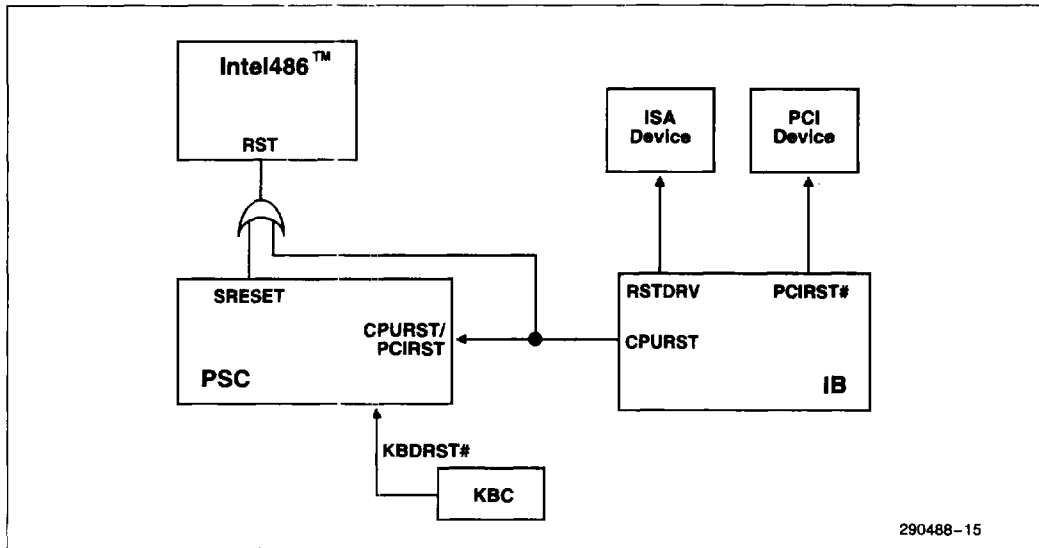 Intel486™
RST
ISA
Device
PCI
Device
SRESET
CPURST/
PCIRST
PSC
RSTDRV
PCIRST#
CPURST
IB
KBDRST#
KBC
290488-15